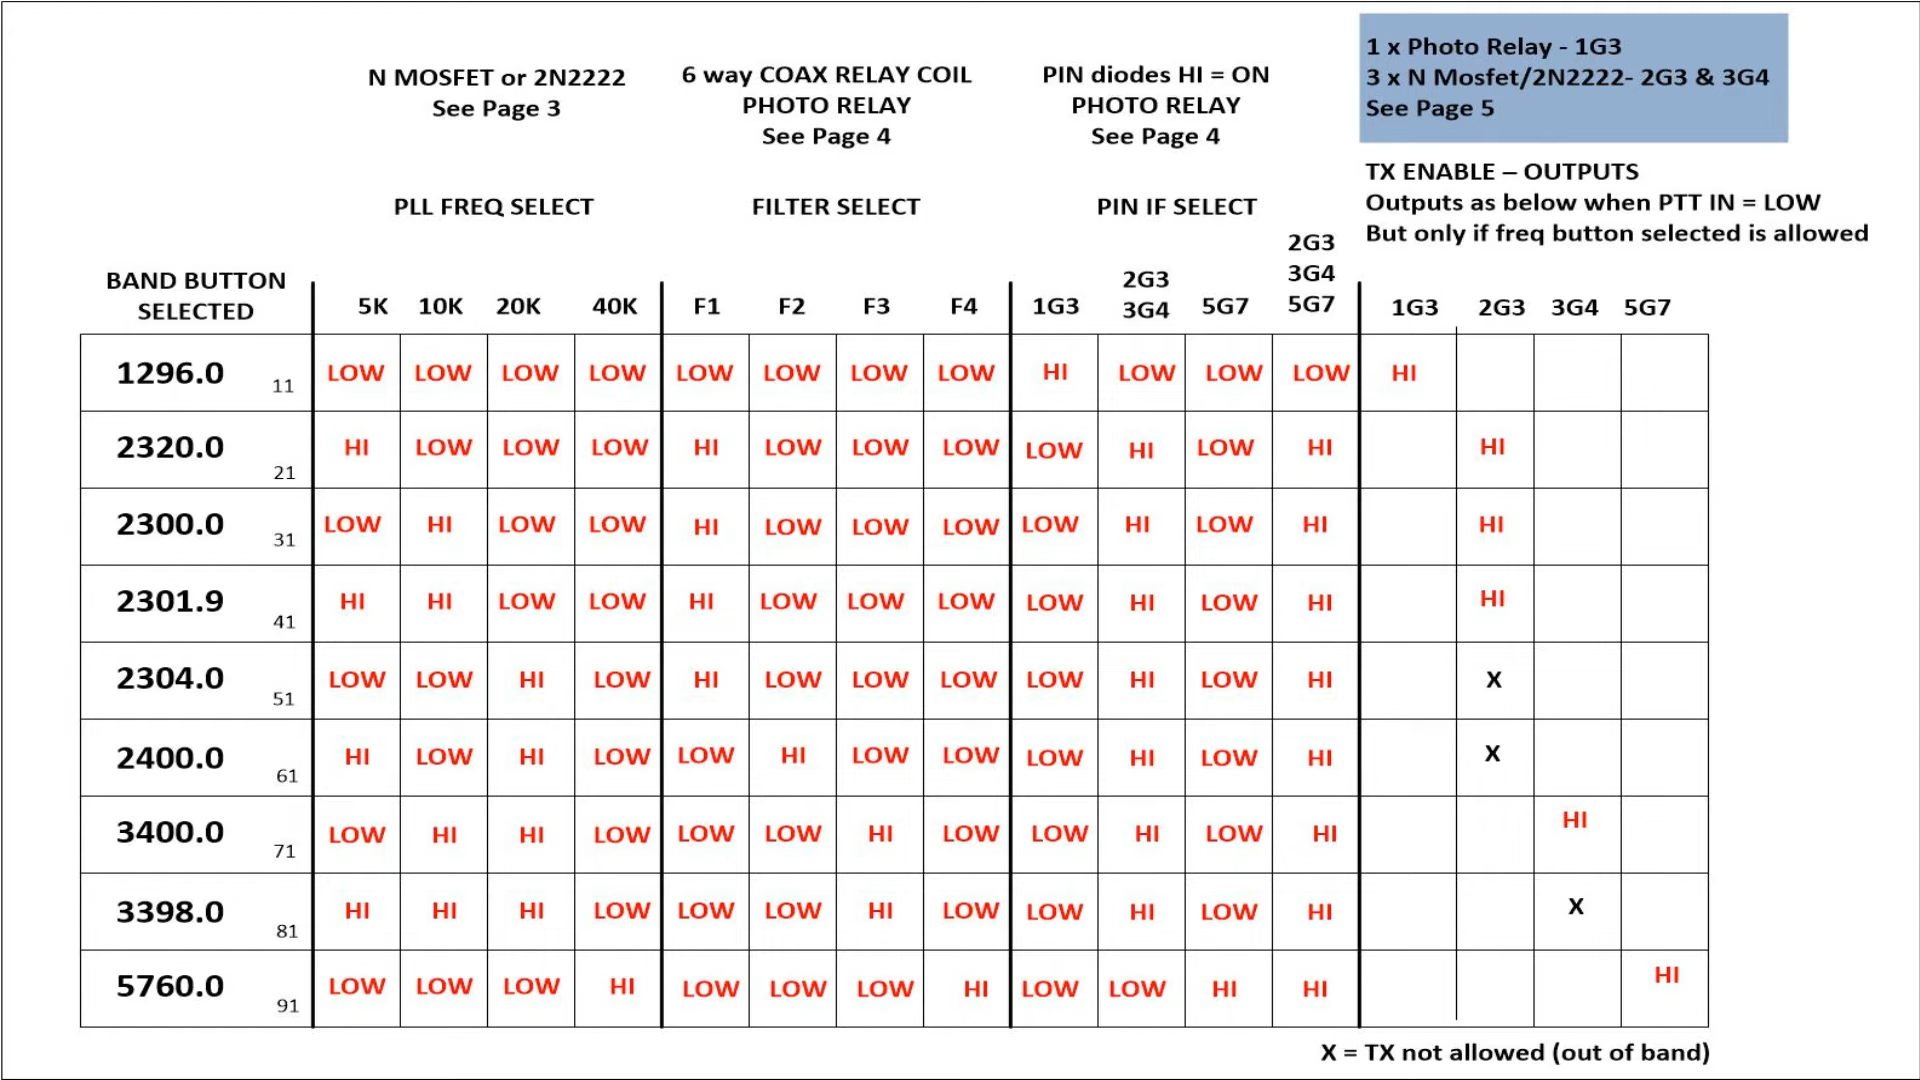 N MOSFET or 2N2222
See Page 3
6 way COAX RELAY COIL
PHOTO RELAY
See Page 4
PIN diodes HI = ON
PHOTO RELAY
See Page 4
1 x Photo Relay - 1G3
3 x N Mosfet/2N2222- 2G3 & 3G4
See Page 5
TX ENABLE – OUTPUTS
Outputs as below when PTT IN = LOW
But only if freq button selected is allowed
PLL FREQ SELECT
FILTER SELECT
PIN IF SELECT
BAND BUTTON
SELECTED
5K 10K 20K 40K F1 F2 F3 F4 1G3
2G3
3G4
5G7
2G3
3G4
5G7
1G3 2G3 3G4 5G7
1296.0 11 LOW LOW LOW LOW LOW LOW LOW LOW HI LOW LOW LOW HI
2320.0 21 HI LOW LOW LOW HI LOW LOW LOW LOW HI LOW HI HI
2300.0 31 LOW HI LOW LOW HI LOW LOW LOW LOW HI LOW HI HI
2301.9 41 HI HI LOW LOW HI LOW LOW LOW LOW HI LOW HI HI
2304.0 51 LOW LOW HI LOW HI LOW LOW LOW LOW HI LOW HI X
2400.0 61 HI LOW HI LOW LOW HI LOW LOW LOW HI LOW HI X
3400.0 71 LOW HI HI LOW LOW LOW HI LOW LOW HI LOW HI HI
3398.0 81 HI HI HI LOW LOW LOW HI LOW LOW HI LOW HI X
5760.0 91 LOW LOW LOW HI LOW LOW LOW HI LOW LOW HI HI HI
X = TX not allowed (out of band)